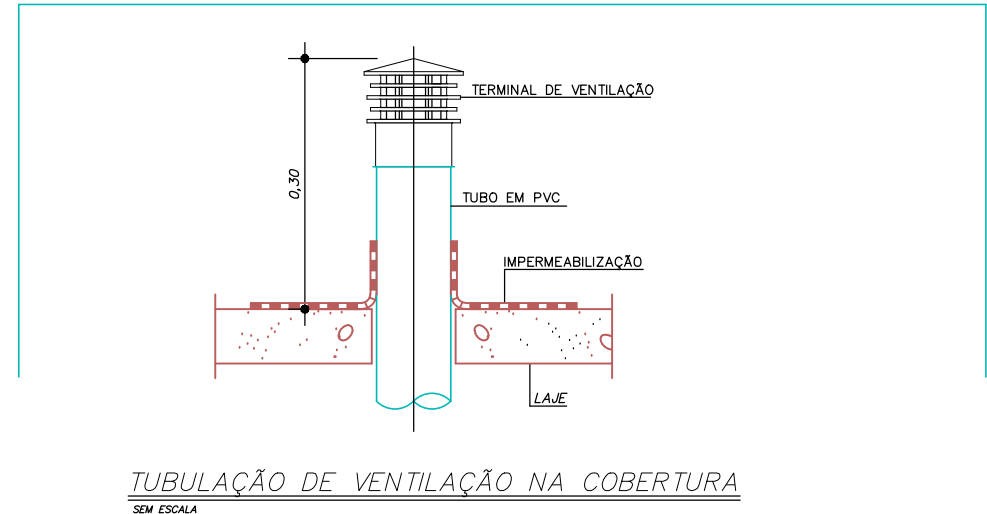 TERMINAL DE VENTILAÇÃO
0,30
TUBO EM PVC
IMPERMEABILIZAÇÃO
LAJE
TUBULAÇÃO DE VENTILAÇÃO NA COBERTURA
SEM ESCALA